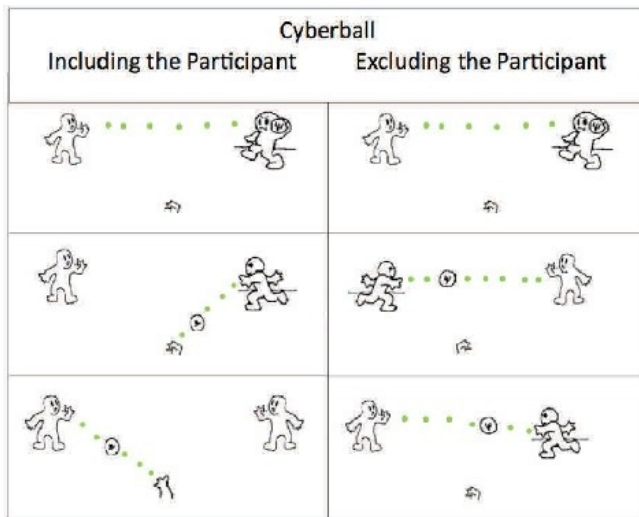 Cyberball
Including the Participant
Excluding the Participant